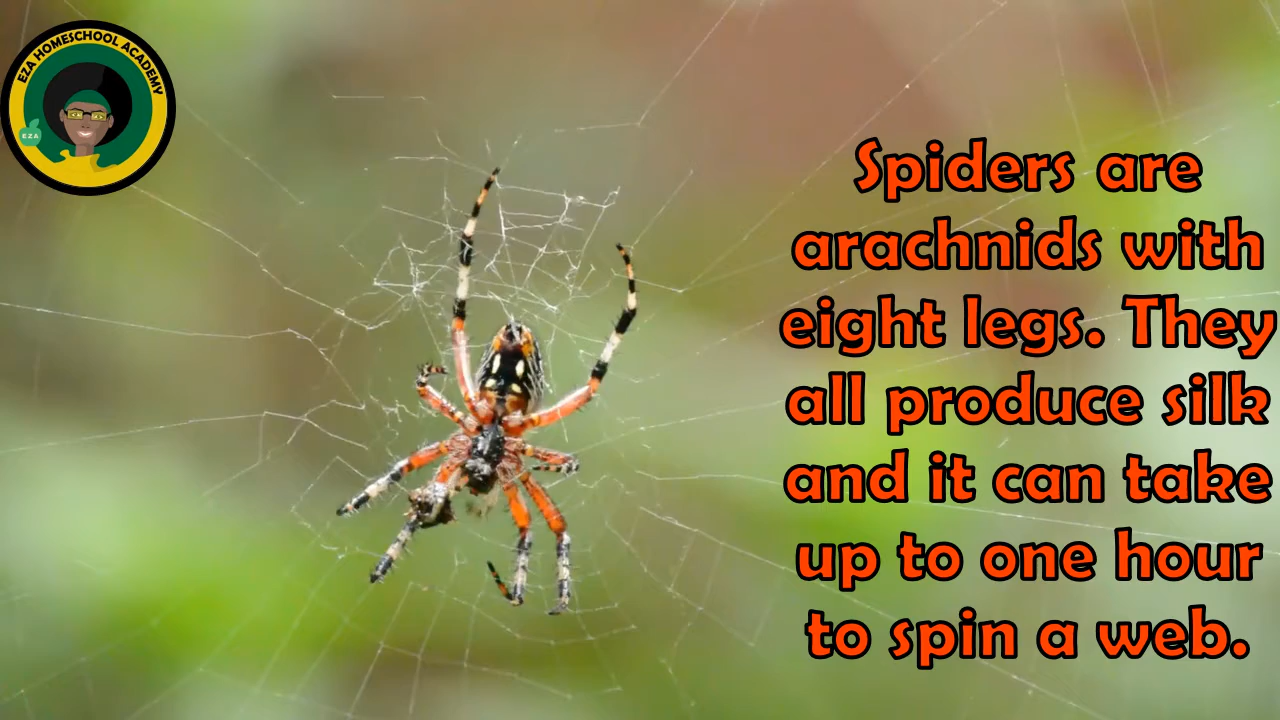 EZA HOMESCHOOL ACADEMY
EZA
Spiders are
arachnids with
eight legs. They
all produce silk
and it can take
up to one hour
to spin a web.